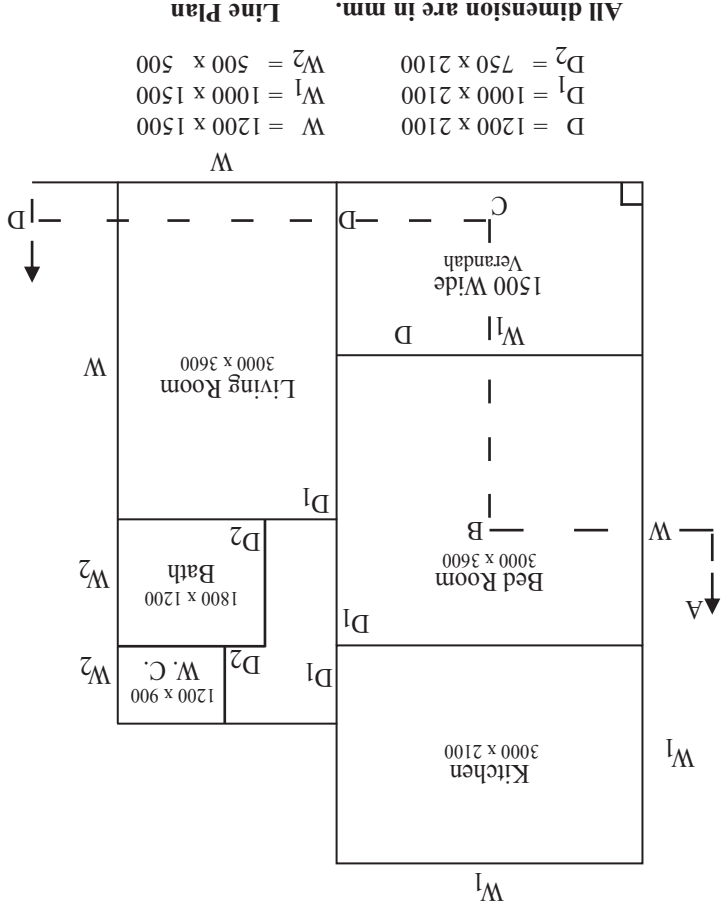 W1
Kitchen
3000 x 2100
W1
1200 x 900
W. C.
D1
D2
W2
D1
A
1800 x 1200
Bath
W2
Bed Room
3000 x 3600
W
B
D2
D1
Living Room
3000 x 3600
W
W1
D
1500 Wide
Verandah
C
D
D
W
D = 1200 x 2100 W = 1200 x 1500
D1 = 1000 x 2100 W1 = 1000 x 1500
D2 = 750 x 2100 W2 = 500 x 500
All dimension are in mm. Line Plan